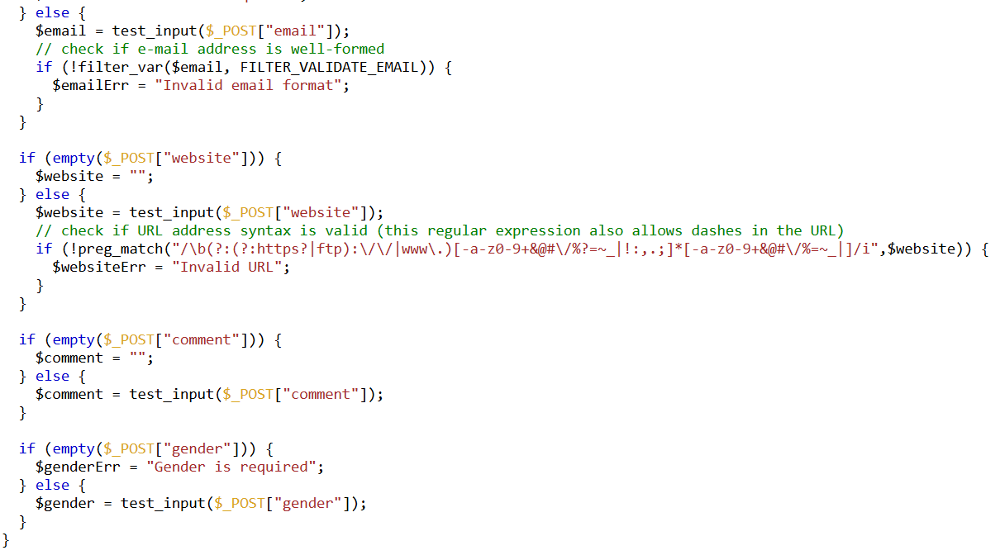 } else {
$email = test_input($_POST["email"]);
// check if e-mail address is well-formed
if (!filter_var($email, FILTER_VALIDATE_EMAIL)) {
$emailErr = "Invalid email format";
}
}
if (empty($_POST["website"])) {
$website = "";
} else {
$website = test_input($_POST["website"]);
// check if URL address syntax is valid (this regular expression also allows dashes in the URL)
if (!preg_match("/\b(?:(?:https?|ftp):\/\/|www\.)[-a-z0-9+&@#\/%?=~_|!:,.;]*[-a-z0-9+&@#\/%=~_|]/i",$website)) {
$websiteErr = "Invalid URL";
}
}
if (empty($_POST["comment"])) {
$comment = "";
} else {
$comment = test_input($_POST["comment"]);
}
if (empty($_POST["gender"])) {
$genderErr = "Gender is required";
} else {
$gender = test_input($_POST["gender"]);
}
}